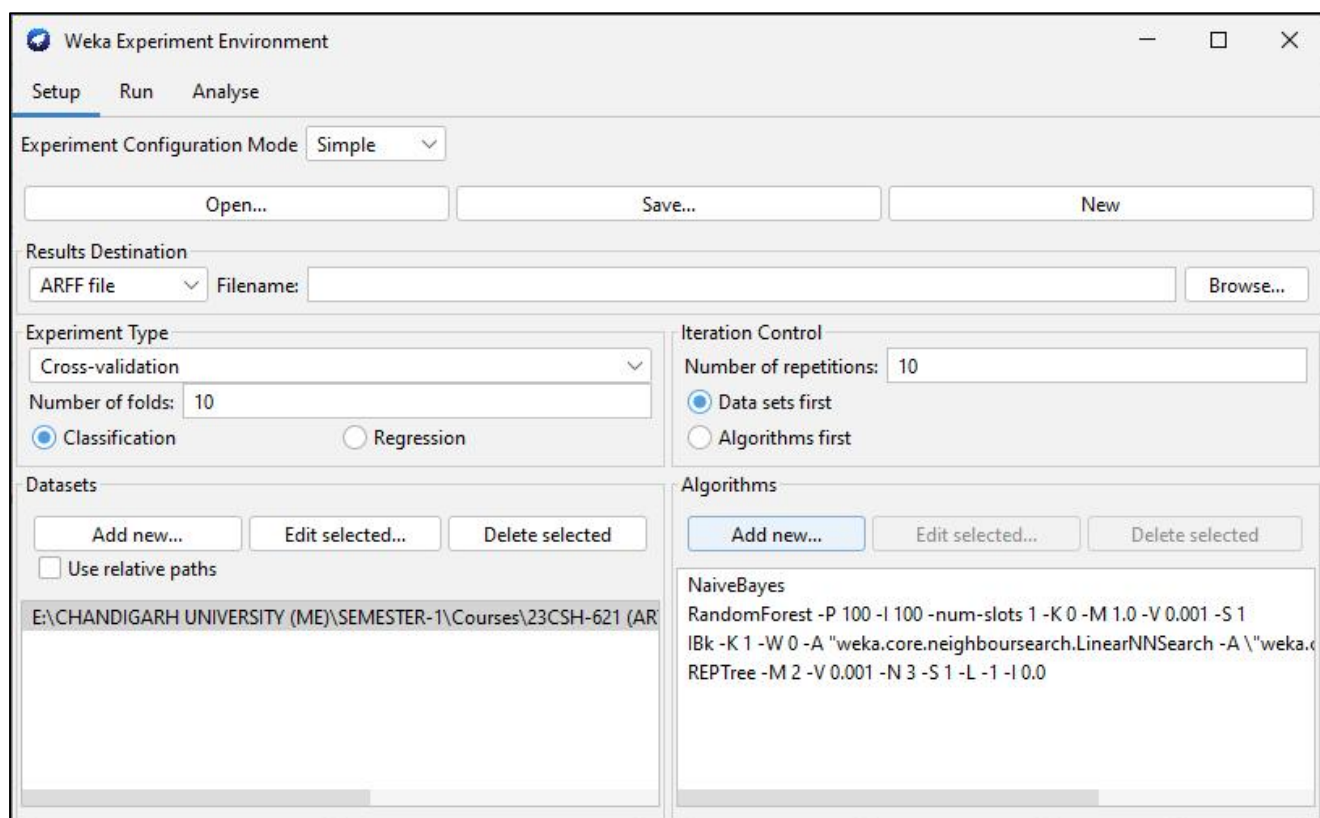 Weka Experiment Environment
Setup Run Analyse
Experiment Configuration Mode Simple
Open... Save... New
Results Destination
ARFF file Filename: Browse...
Experiment Type
Cross-validation
Number of folds: 10
Classification Regression
Iteration Control
Number of repetitions: 10
Data sets first
Algorithms first
Datasets
Add new... Edit selected... Delete selected
Use relative paths
E:\CHANDIGARH UNIVERSITY (ME)\SEMESTER-1\Courses\23CSH-621 (AR
Algorithms
Add new... Edit selected... Delete selected
NaiveBayes
RandomForest -P 100 -I 100 -num-slots 1 -K 0 -M 1.0 -V 0.001 -S 1
IBk -K 1 -W 0 -A "weka.core.neighboursearch.LinearNNSearch -A \"weka.c
REPTree -M 2 -V 0.001 -N 3 -S 1 -L -1 -I 0.0